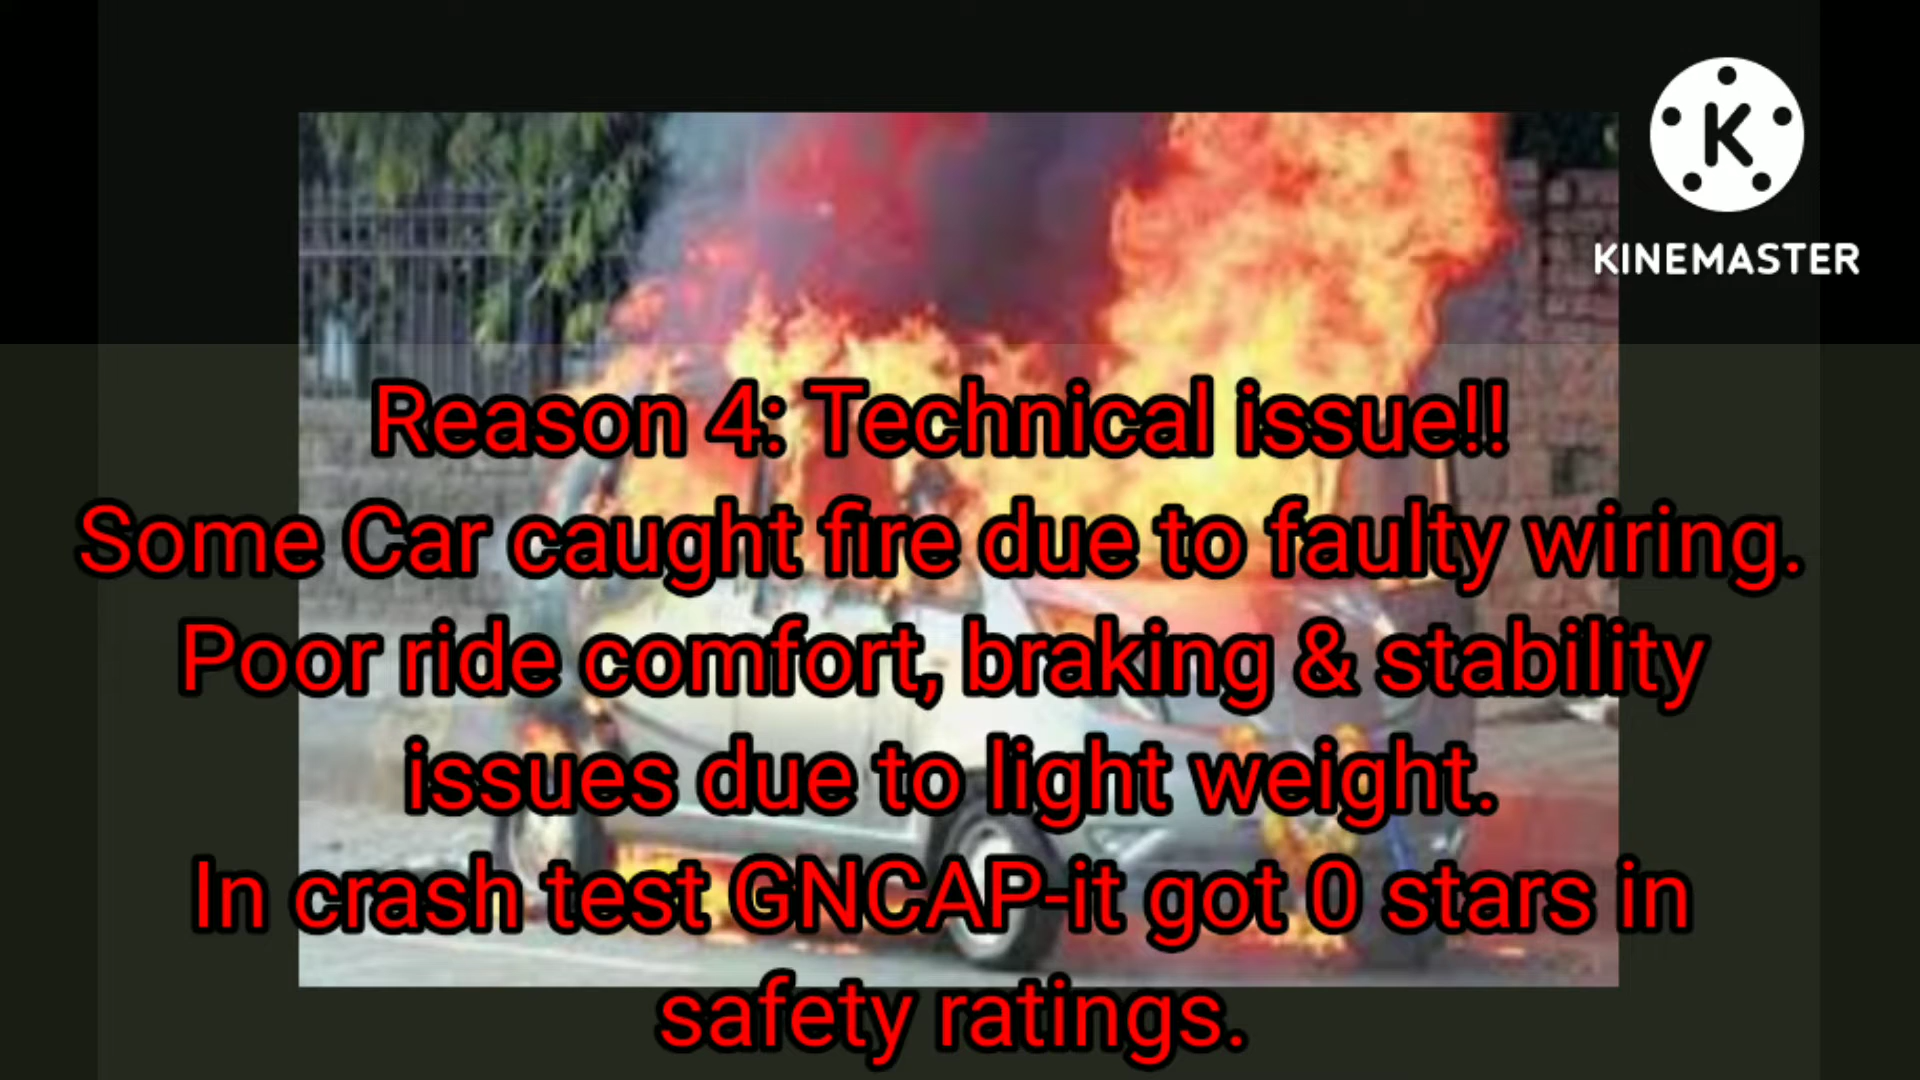 K
KINEMASTER
Reason 4: Technical issue!!
Some Car caught fire due to faulty wiring.
Poor ride comfort, braking & stability
issues due to light weight.
In crash test GNCAP-it got 0 stars in
safety ratings.